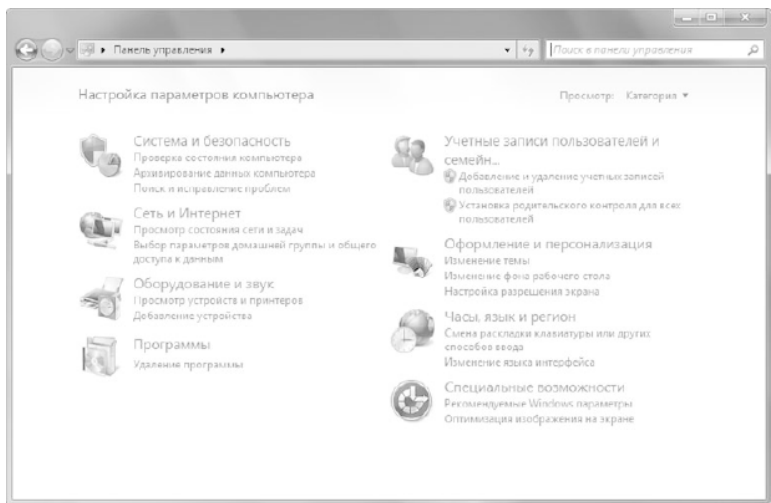 Панель управления
Поиск в панели управления
Настройка параметров компьютера
Просмотр: Категория
Система и безопасность
Проверка состояния компьютера
Архивирование данных компьютера
Поиск и исправление проблем
Сеть и Интернет
Просмотр состояния сети и задач
Выбор параметров домашней группы и общего
доступа к данным
Оборудование и звук
Просмотр устройств и принтеров
Добавление устройства
Программы
Удаление программы
Учетные записи пользователей и
семейн...
Добавление и удаление учетных записей
пользователей
Установка родительского контроля для всех
пользователей
Оформление и персонализация
Изменение темы
Изменение фона рабочего стола
Настройка разрешения экрана
Часы, язык и регион
Смена раскладки клавиатуры или других
способов ввода
Изменение языка интерфейса
Специальные возможности
Рекомендуемые Windows параметры
Оптимизация изображения на экране